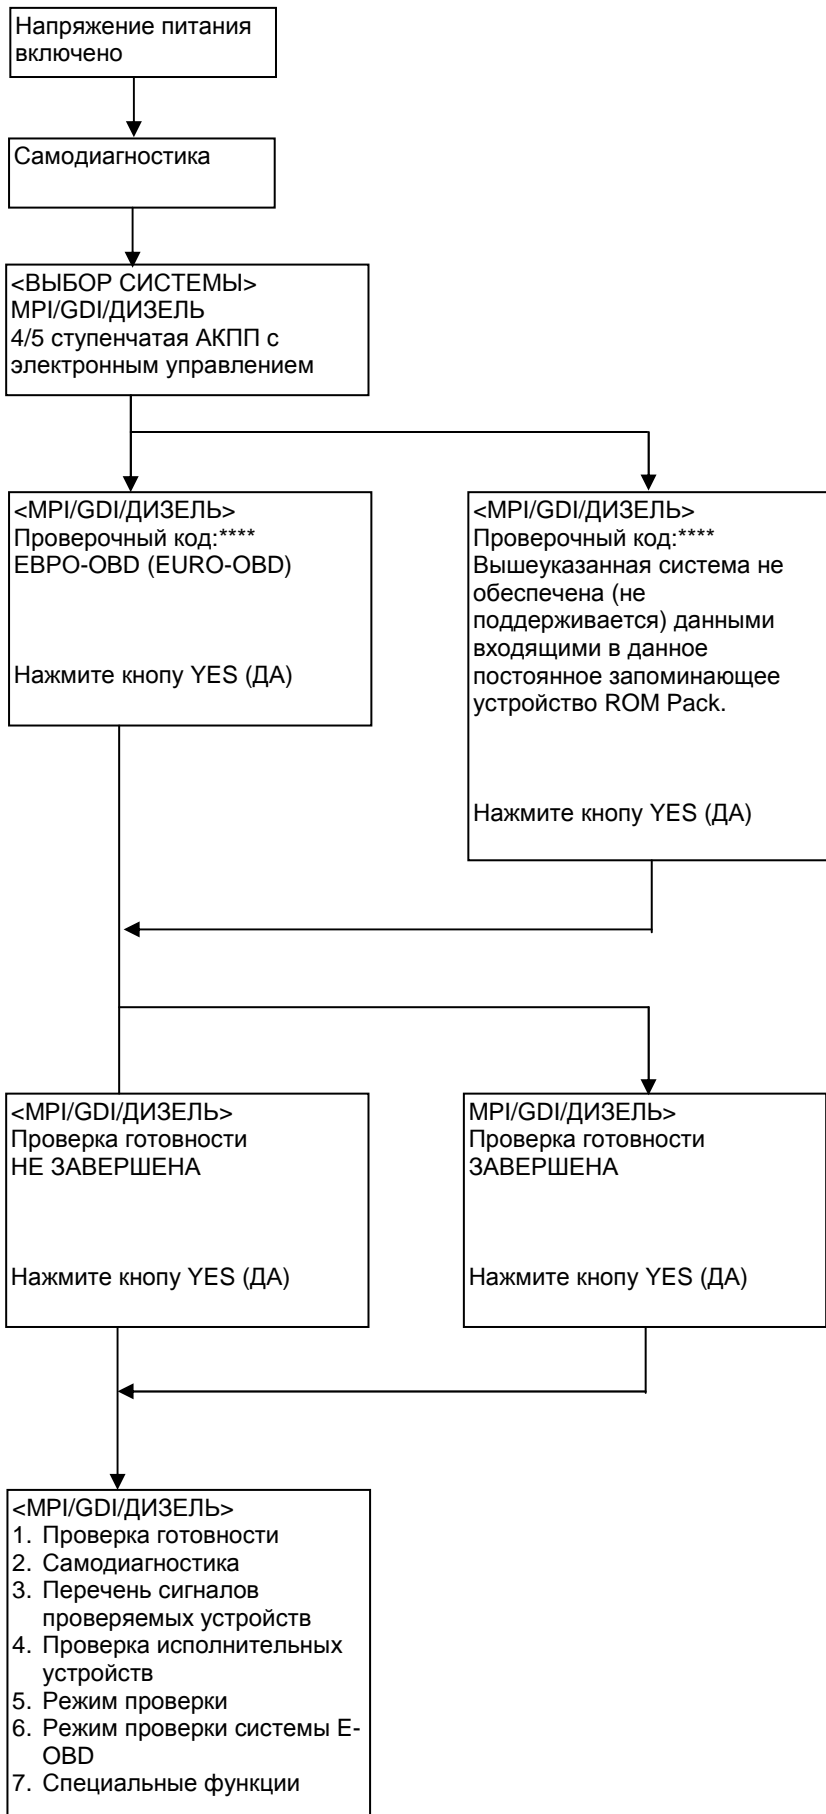 Напряжение питания
включено
Самодиагностика
<ВЫБОР СИСТЕМЫ>
MPI/GDI/ДИЗЕЛЬ
4/5 ступенчатая АКПП с
электронным управлением
<MPI/GDI/ДИЗЕЛЬ>
Проверочный код:****
ЕВРО-OBD (EURO-OBD)
Нажмите кнопу YES (ДА)
<MPI/GDI/ДИЗЕЛЬ>
Проверочный код:****
Вышеуказанная система не
обеспечена (не
поддерживается) данными
входящими в данное
постоянное запоминающее
устройство ROM Pack.
Нажмите кнопу YES (ДА)
<MPI/GDI/ДИЗЕЛЬ>
Проверка готовности
НЕ ЗАВЕРШЕНА
Нажмите кнопу YES (ДА)
MPI/GDI/ДИЗЕЛЬ>
Проверка готовности
ЗАВЕРШЕНА
Нажмите кнопу YES (ДА)
<MPI/GDI/ДИЗЕЛЬ>
1. Проверка готовности
2. Самодиагностика
3. Перечень сигналов
проверяемых устройств
4. Проверка исполнительных
устройств
5. Режим проверки
6. Режим проверки системы E-
OBD
7. Специальные функции